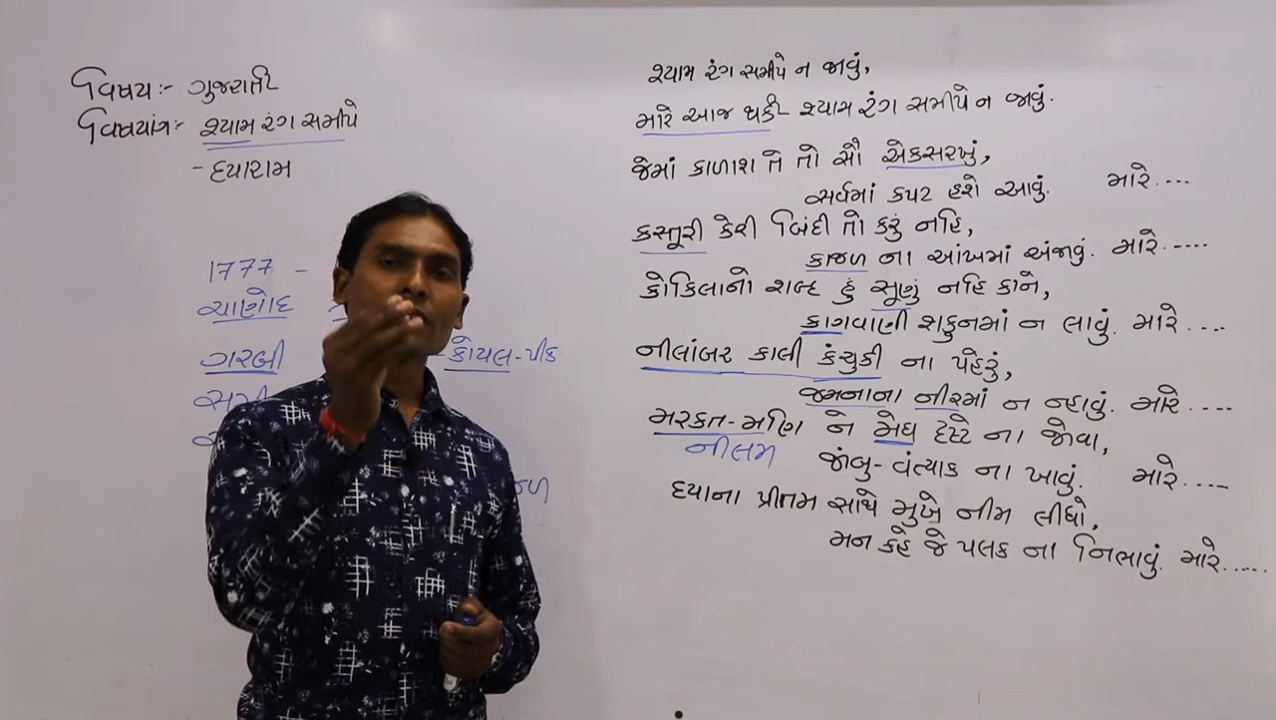 વિષય:- ગુજરાતી
વિષયાંગ:- શ્યામ રંગ સમીપે
- દયારામ
1777 -
ચાણોદ
ગરબી
- કોયલ-પીક
શ્યામ રંગ સમીપે ન જાવું,
મારે આજ થકી શ્યામ રંગ સમીપે ન જાવું.
જેમાં કાળાશ તે તો સૌ એકસરખું,
સર્વમાં કપટ હશે આવું. મારે....
કસ્તૂરી કેરી બિંદી તો કરું નહિ,
કાજળ ના આંખમાં અંજાવું. મારે....
કોકિલાનો શબ્દ હું સૂણું નહિ કાને,
કાગવાણી શકુનમાં ન લાવું. મારે....
નીલાંબર કાલી કંચુકી ના પહેરું,
જમનાના નીરમાં ન ન્હાવું. મારે....
મરકત-મણિ ને મેઘ દૃષ્ટે ના જોવા,
નીલમ
જાંબુ-વંત્યાક ના ખાવું. મારે....
દયાના પ્રીતમ સાથે મુખે નીમ લીધો,
મન કહે જે પલક ના નિભાવું. મારે.....